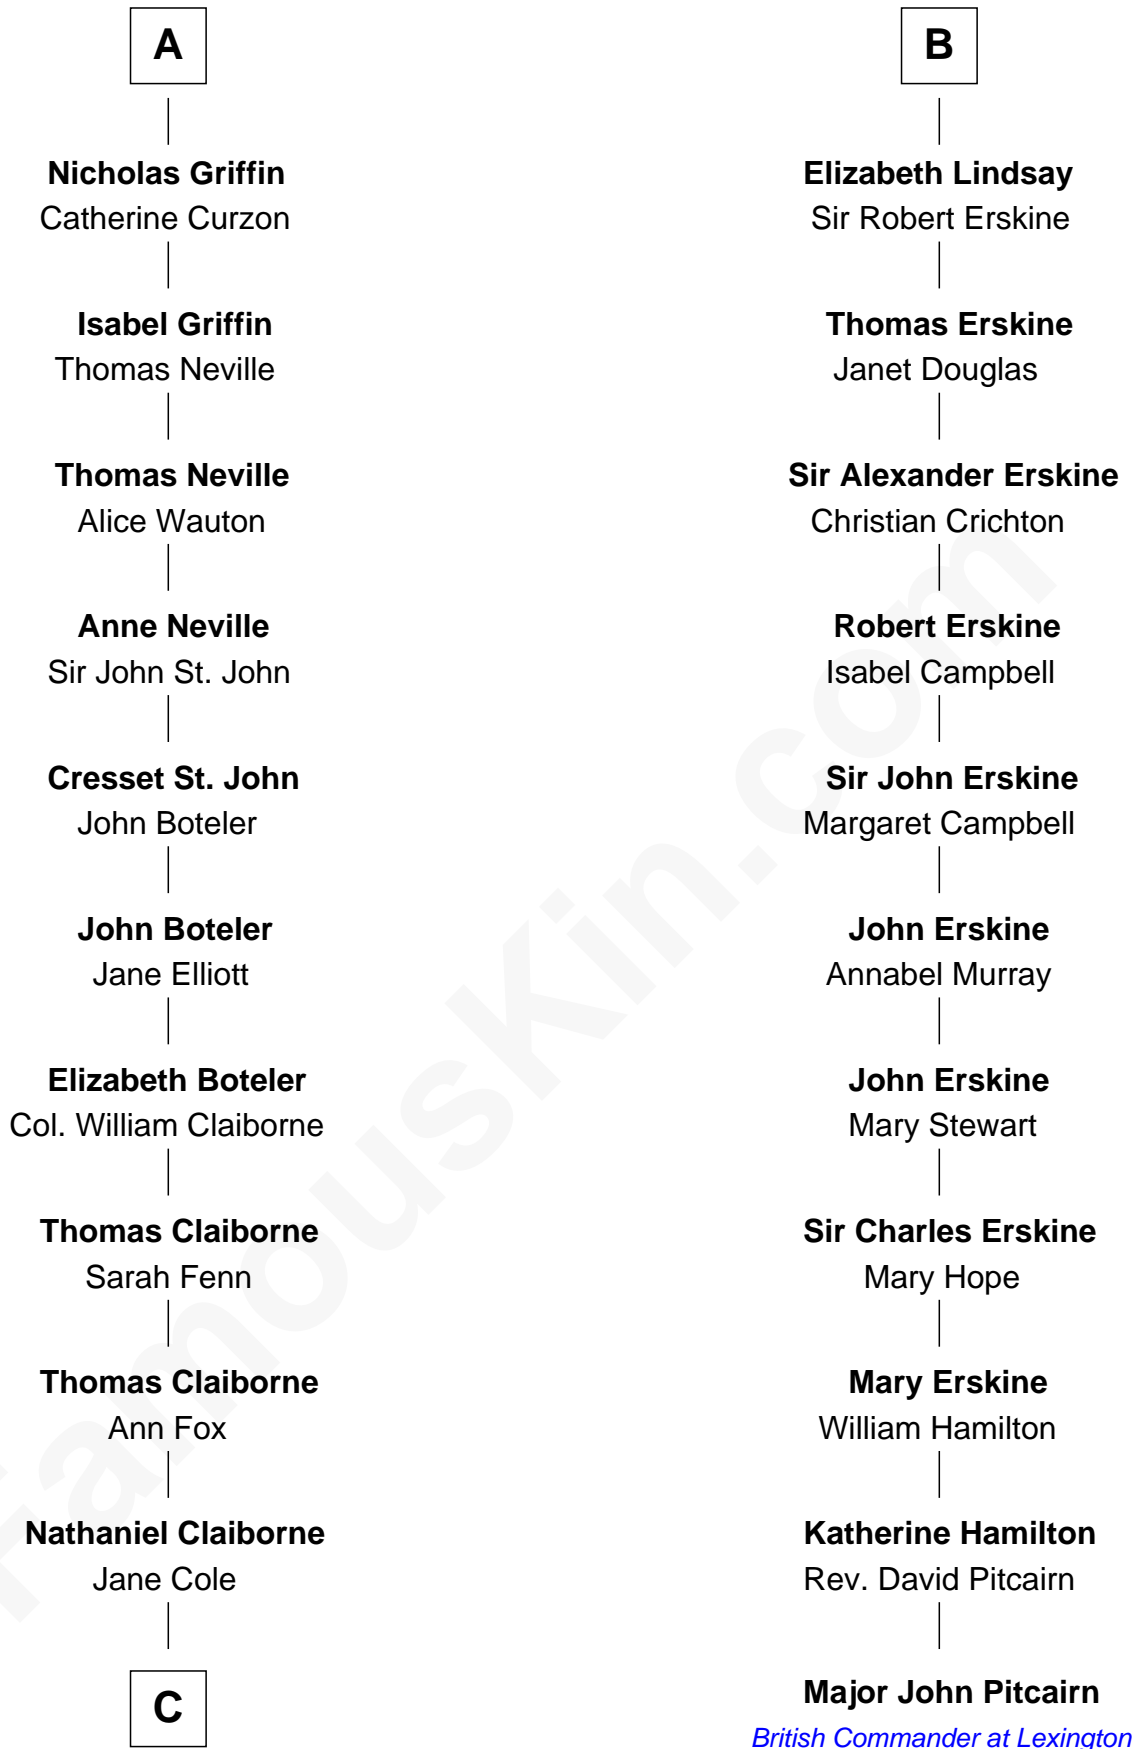 A
Nicholas Griffin
Catherine Curzon
Isabel Griffin
Thomas Neville
Thomas Neville
Alice Wauton
Anne Neville
Sir John St. John
Cresset St. John
John Boteler
John Boteler
Jane Elliott
Elizabeth Boteler
Col. William Claiborne
Thomas Claiborne
Sarah Fenn
Thomas Claiborne
Ann Fox
Nathaniel Claiborne
Jane Cole
C
B
Elizabeth Lindsay
Sir Robert Erskine
Thomas Erskine
Janet Douglas
Sir Alexander Erskine
Christian Crichton
Robert Erskine
Isabel Campbell
Sir John Erskine
Margaret Campbell
John Erskine
Annabel Murray
John Erskine
Mary Stewart
Sir Charles Erskine
Mary Hope
Mary Erskine
William Hamilton
Katherine Hamilton
Rev. David Pitcairn
Major John Pitcairn
British Commander at Lexington
FamousKin.com